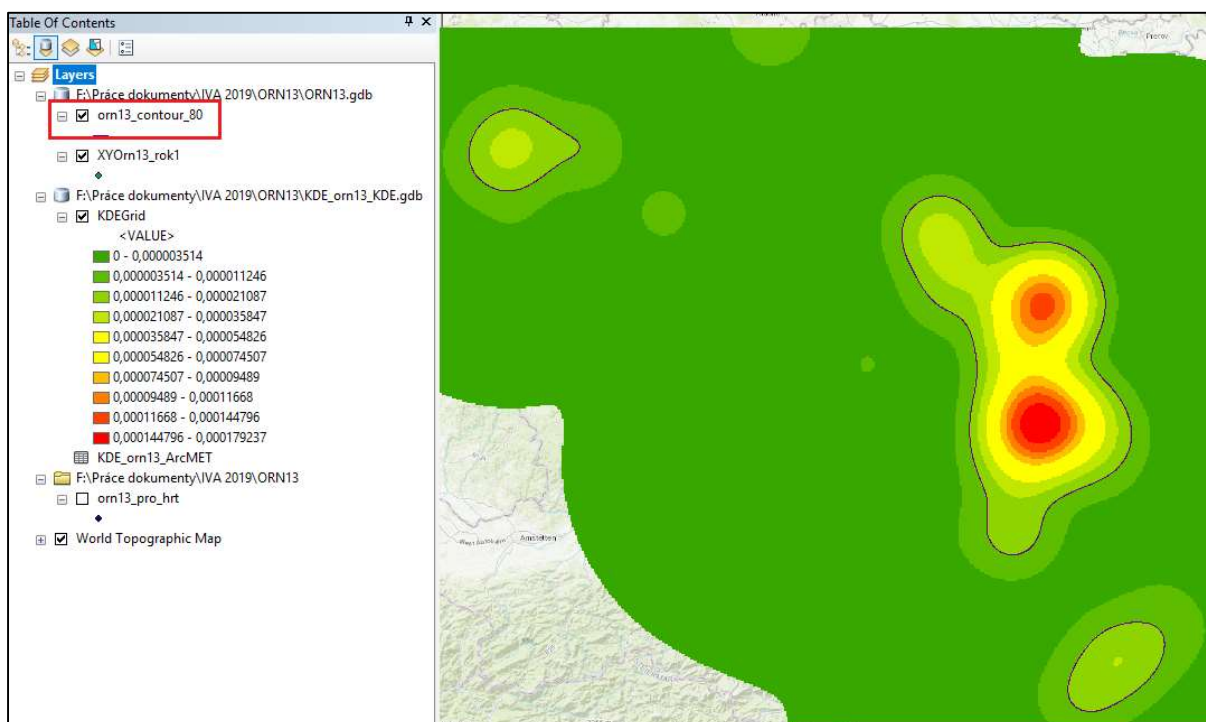 Table Of Contents
Layers
F:\Práce dokumenty\IVA 2019\ORN13\ORN13.gdb
orn13_contour_80
XYOrn13_rok1
F:\Práce dokumenty\IVA 2019\ORN13\KDE_orn13_KDE.gdb
KDEGrid
<VALUE>
0 - 0,000003514
0,000003514 - 0,000011246
0,000011246 - 0,000021087
0,000021087 - 0,000035847
0,000035847 - 0,000054826
0,000054826 - 0,000074507
0,000074507 - 0,00009489
0,00009489 - 0,00011668
0,00011668 - 0,000144796
0,000144796 - 0,000179237
KDE_orn13_ArcMET
F:\Práce dokumenty\IVA 2019\ORN13
orn13_pro_hrt
World Topographic Map
Prerov
Amstetten